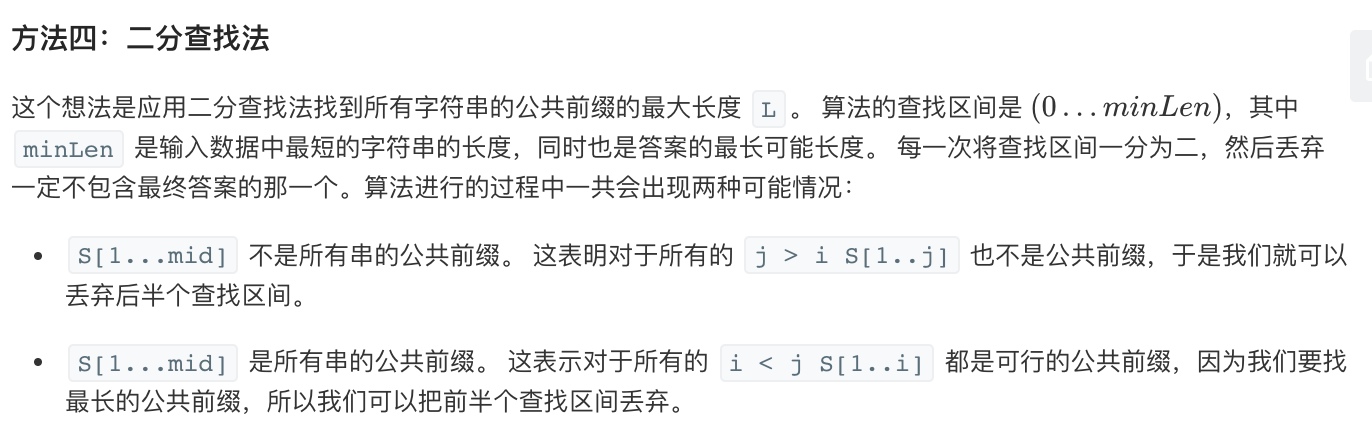 方法四：二分查找法
这个想法是应用二分查找法找到所有字符串的公共前缀的最大长度 L 。 算法的查找区间是 (0…minLen)，其中
minLen 是输入数据中最短的字符串的长度，同时也是答案的最长可能长度。 每一次将查找区间一分为二，然后丢弃
一定不包含最终答案的那一个。算法进行的过程中一共会出现两种可能情况：
• S[1...mid] 不是所有串的公共前缀。 这表明对于所有的 j > i S[1..j] 也不是公共前缀，于是我们就可以
丢弃后半个查找区间。
• S[1...mid] 是所有串的公共前缀。 这表示对于所有的 i < j S[1..i] 都是可行的公共前缀，因为我们要找
最长的公共前缀，所以我们可以把前半个查找区间丢弃。